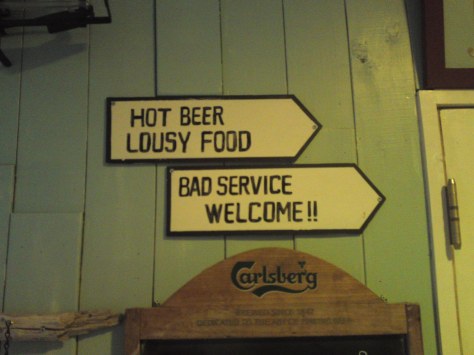 HOT BEER
LOUSY FOOD
BAD SERVICE
WELCOME!!
Carlsberg